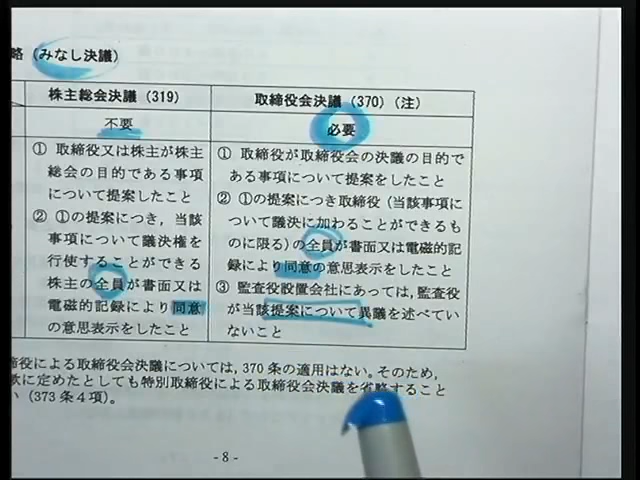 略（みなし決議）
株主総会決議（319）
取締役会決議（370）（注）
不要
必要
① 取締役又は株主が株主
総会の目的である事項
について提案したこと
② ①の提案につき，当該
事項について議決権を
行使することができる
株主の全員が書面又は
電磁的記録により同意
の意思表示をしたこと
① 取締役が取締役会の決議の目的で
ある事項について提案をしたこと
② ①の提案につき取締役（当該事項に
ついて議決に加わることができるも
のに限る）の全員が書面又は電磁的記
録により同意の意思表示をしたこと
③ 監査役設置会社にあっては，監査役
が当該提案について異議を述べてい
ないこと
締役による取締役会決議については，370 条の適用はない。そのため，
に定めたとしても特別取締役による取締役会決議を省略すること
い（373 条４項）。
- 8 -